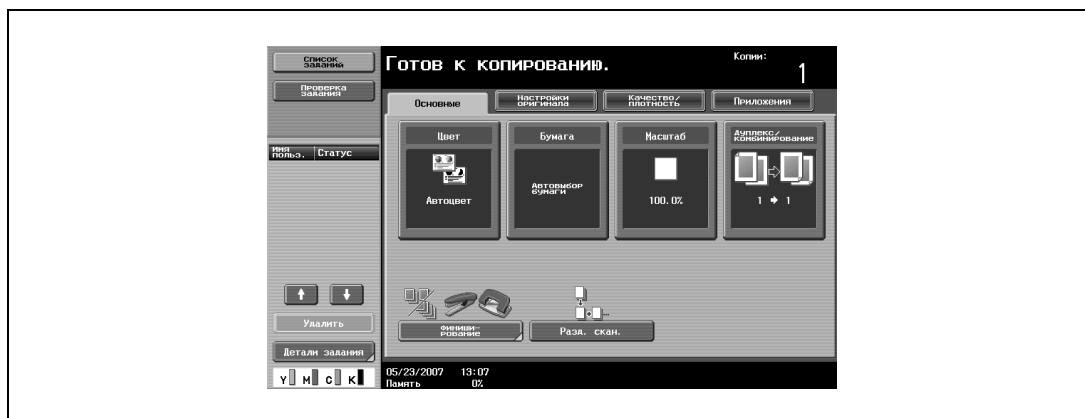 Список
заданий
Проверка
задания
Имя
польз.
Статус
Удалить
Детали задания
Y M C K
Готов к копированию.
Копии:
1
Основные
Настройки
оригинала
Качество/
плотность
Приложения
Цвет
Автоцвет
Бумага
Автовыбор
бумаги
Масштаб
100.0%
Дуплекс/
комбинирование
1 → 1
Финиши-
рование
Разд. скан.
05/23/2007 13:07
Память 0%